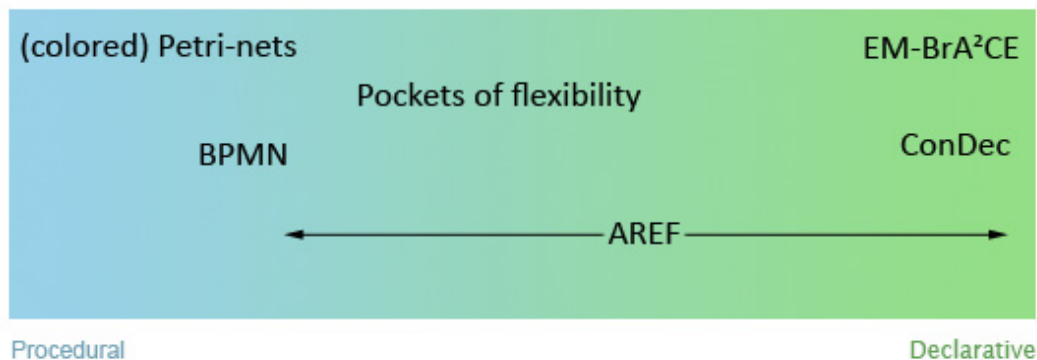 (colored) Petri-nets
EM-BrA²CE
Pockets of flexibility
BPMN
ConDec
AREF
Procedural
Declarative